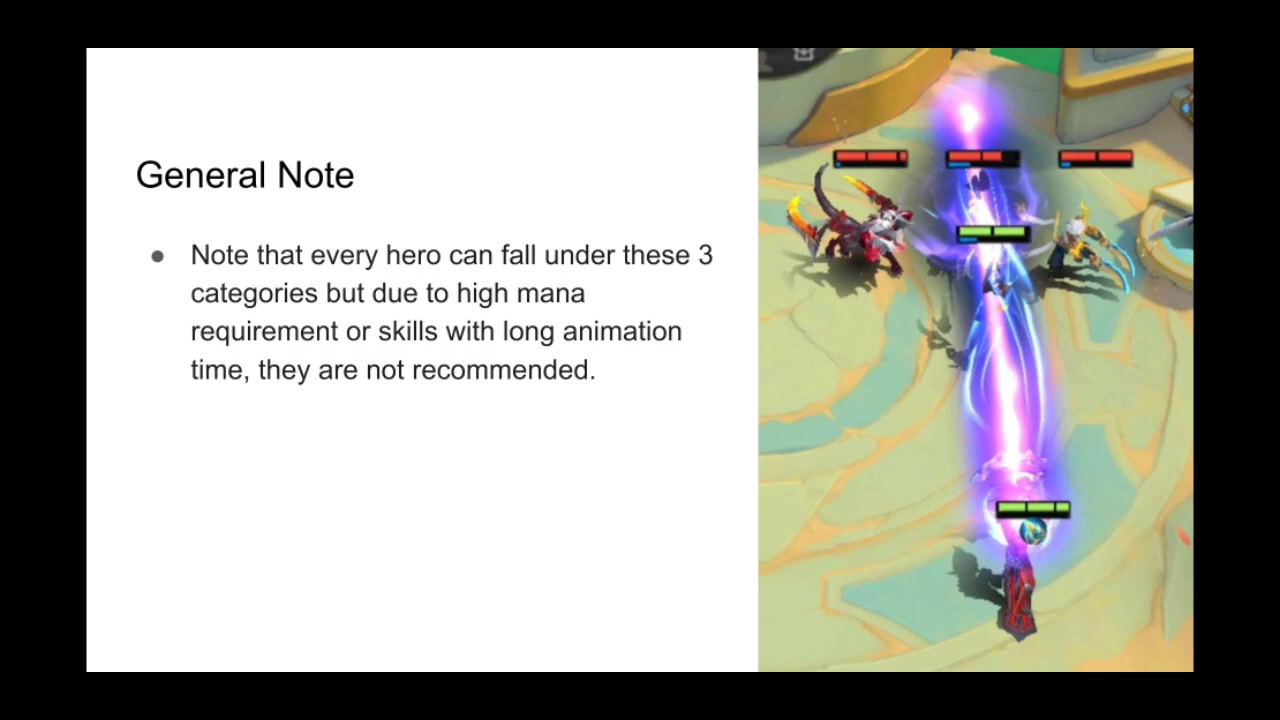 General Note
● Note that every hero can fall under these 3
categories but due to high mana
requirement or skills with long animation
time, they are not recommended.